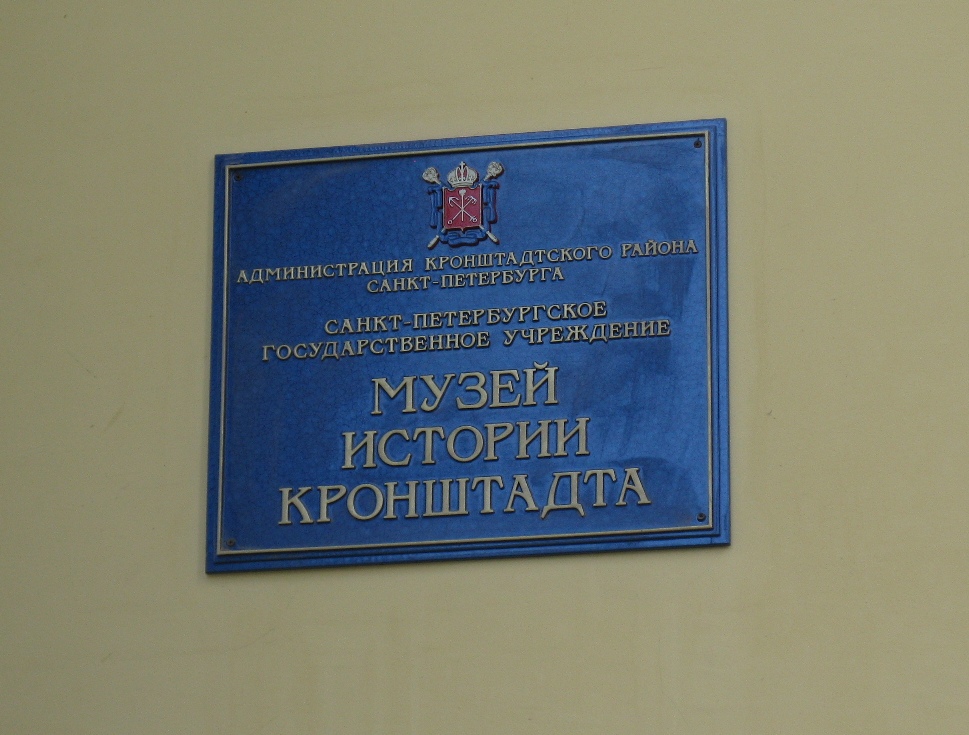 АДМИНИСТРАЦИЯ КРОНШТАДТСКОГО РАЙОНА
САНКТ-ПЕТЕРБУРГА
САНКТ-ПЕТЕРБУРГСКОЕ
ГОСУДАРСТВЕННОЕ УЧРЕЖДЕНИЕ
МУЗЕЙ
ИСТОРИИ
КРОНШТАДТА